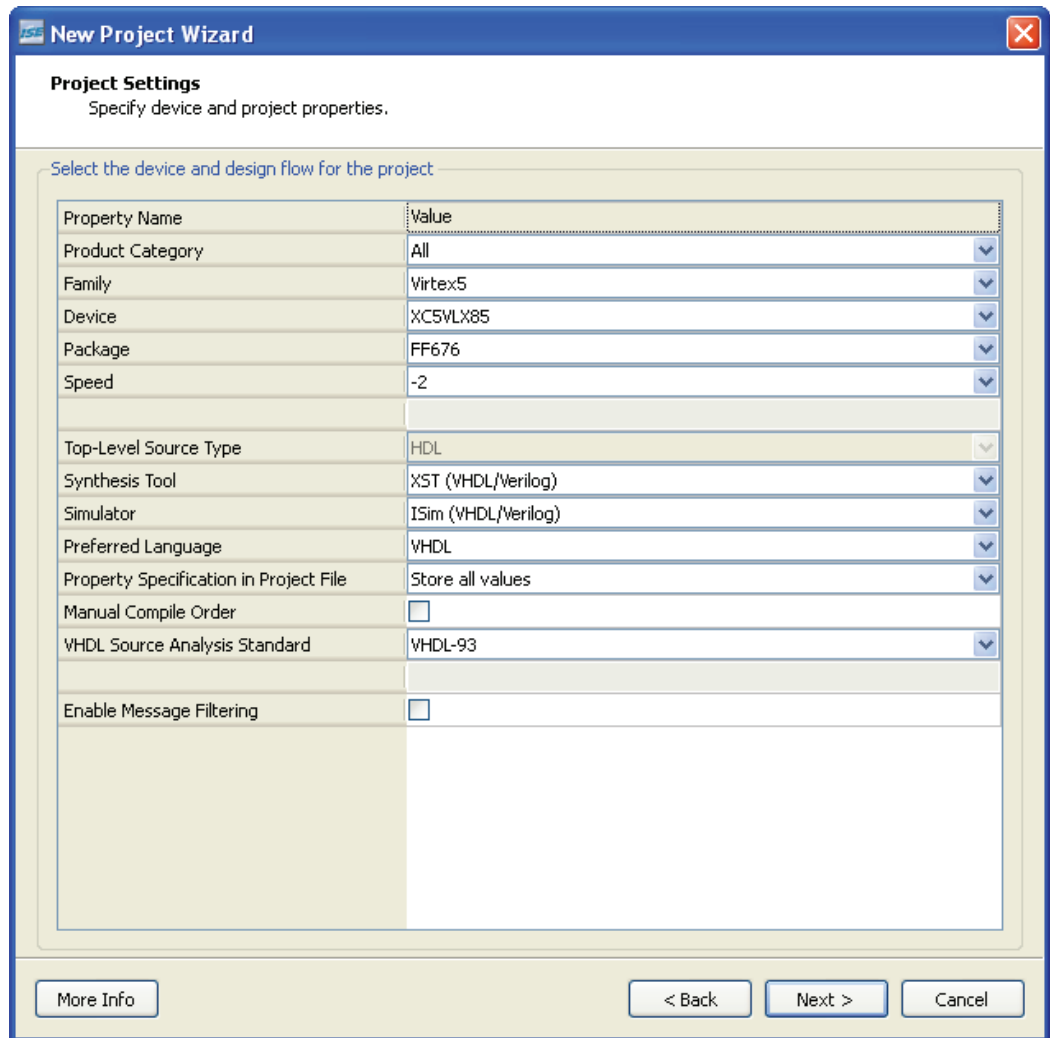 ISE New Project Wizard
Project Settings
Specify device and project properties.
Select the device and design flow for the project
Property Name Value
Product Category All
Family Virtex5
Device XC5VLX85
Package FF676
Speed -2
Top-Level Source Type HDL
Synthesis Tool XST (VHDL/Verilog)
Simulator ISim (VHDL/Verilog)
Preferred Language VHDL
Property Specification in Project File Store all values
Manual Compile Order
VHDL Source Analysis Standard VHDL-93
Enable Message Filtering
More Info < Back Next > Cancel